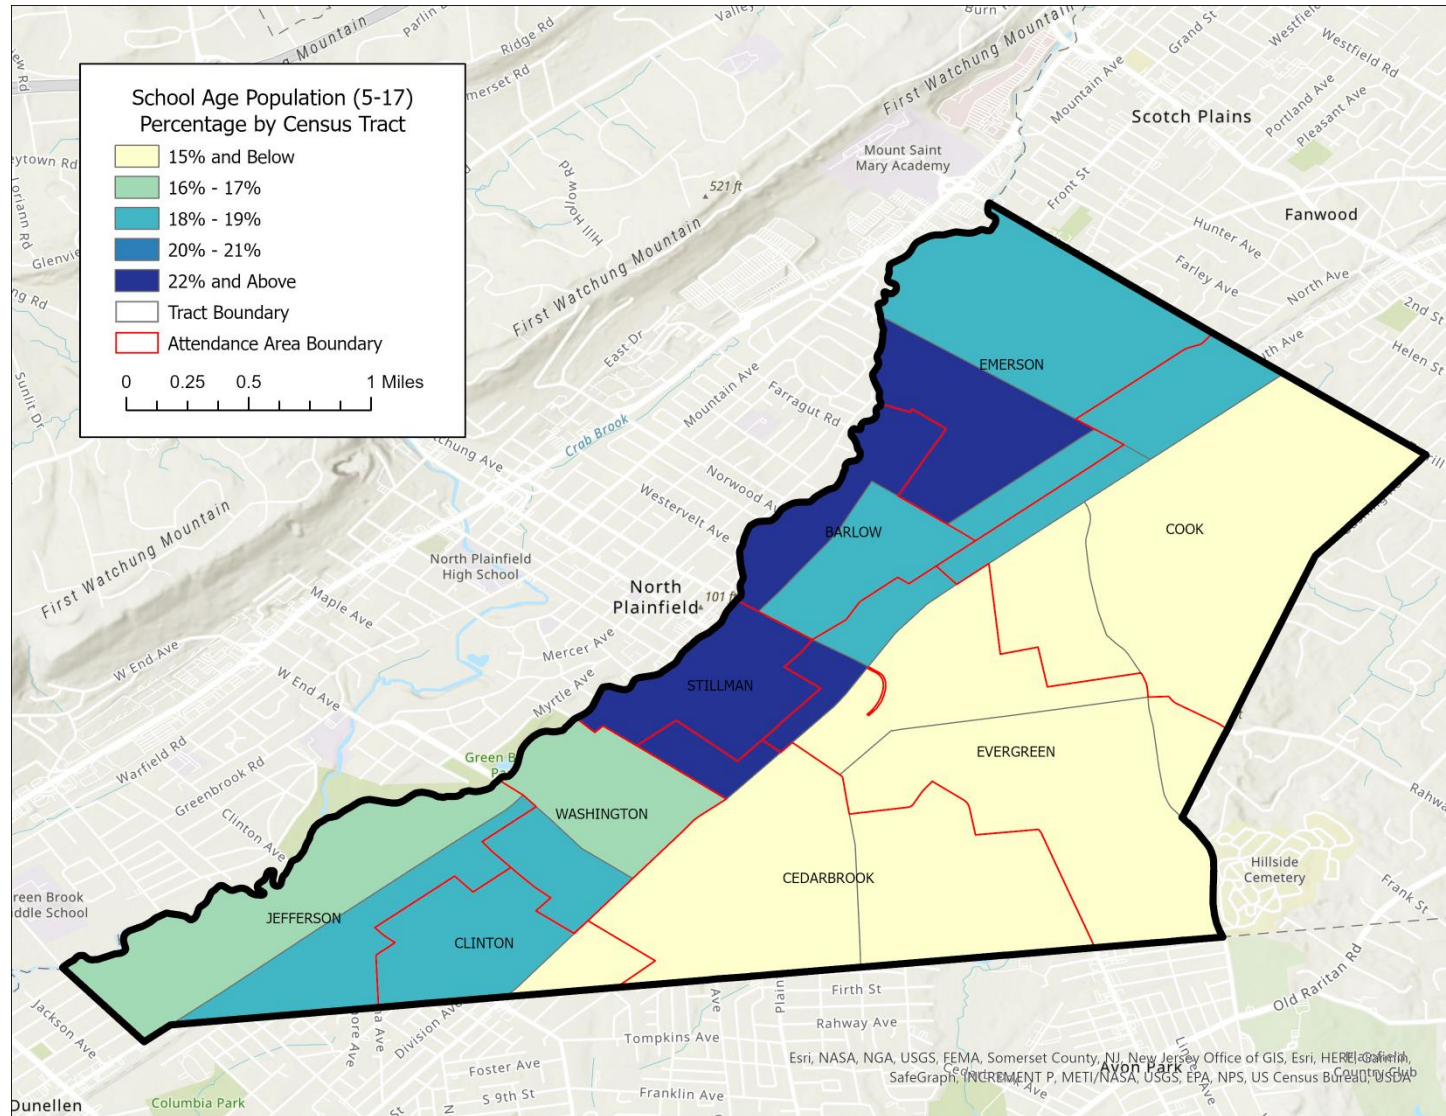 School Age Population (5-17)
Percentage by Census Tract
15% and Below
16% - 17%
18% - 19%
20% - 21%
22% and Above
Tract Boundary
Attendance Area Boundary
0 0.25 0.5 1 Miles
Mountain
Parlin
Ridge Rd
Valley
Burn
Grand St
Westfield
Westfield Rd
First Watchung Mountain
Mountain Ave
Portland Ave
Pleasant Ave
Scotch Plains
Mount Saint
Mary Academy
Front St
Fanwood
521 ft
Hill Hollow Rd
Loriann Rd
Hunter Ave
Farley Ave
North Ave
2nd St
Helen St
First Watchung Mountain
East Dr
Mountain Ave
Farragut Rd
EMERSON
Sunlit Dr
Crab Brook
Norwood
Westervelt Ave
BARLOW
COOK
First Watchung Mountain
North Plainfield
High School
Maple Ave
North
Plainfield
101 ft
Mercer Ave
W End Ave
W End Ave
Myrtle Ave
STILLMAN
Warfield Rd
Greenbrook Rd
Clinton Ave
EVERGREEN
WASHINGTON
Hillside
Cemetery
Frank St
CEDARBROOK
JEFFERSON
CLINTON
Jackson Ave
Division Ave
Ave
Firth St
Rahway Ave
Tompkins Ave
Old Raritan Rd
Foster Ave
S 9th St
Franklin Ave
Avon Park
Dunellen
Columbia Park
Esri, NASA, NGA, USGS, FEMA, Somerset County, NJ, New Jersey Office of GIS, Esri, HERE, Garmin,
SafeGraph, INCREMENT P, METI/NASA, USGS, EPA, NPS, US Census Bureau, USDA